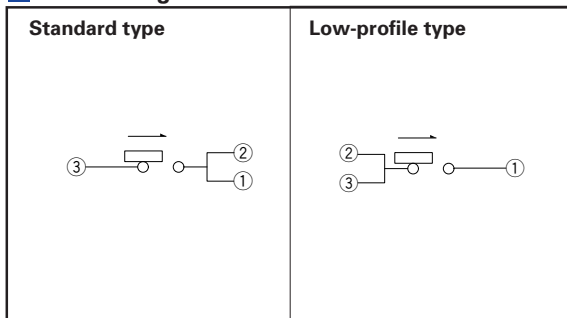 Standard type
Low-profile type
③ ② ①
② ③ ①